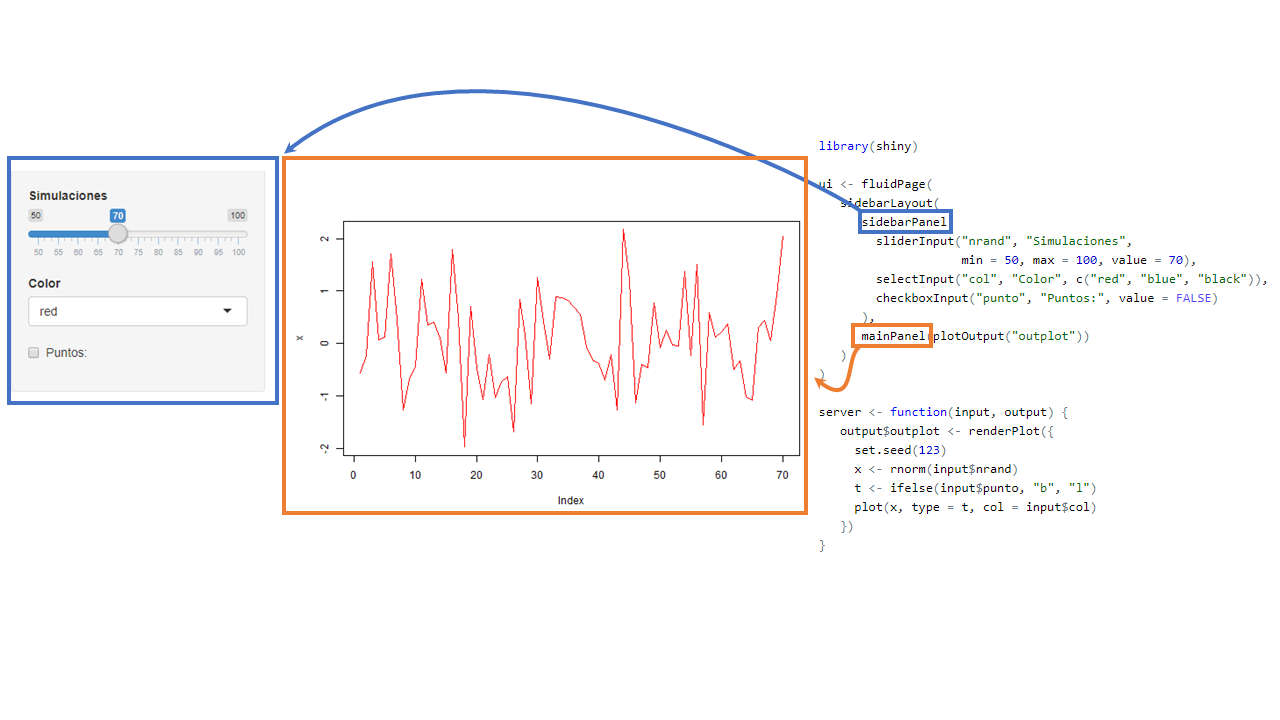 Simulaciones
50 70 100
50 55 60 65 70 75 80 85 90 95 100
Color
red
Puntos:
x
2
1
0
-1
-2
0 10 20 30 40 50 60 70
Index
library(shiny)
ui <- fluidPage(
sidebarLayout(
sidebarPanel
sliderInput("nrand", "Simulaciones",
min = 50, max = 100, value = 70),
selectInput("col", "Color", c("red", "blue", "black")),
checkboxInput("punto", "Puntos:", value = FALSE)
),
mainPanel(plotOutput("outplot"))
)
)
server <- function(input, output) {
output$outplot <- renderPlot({
set.seed(123)
x <- rnorm(input$nrand)
t <- ifelse(input$punto, "b", "l")
plot(x, type = t, col = input$col)
})
}